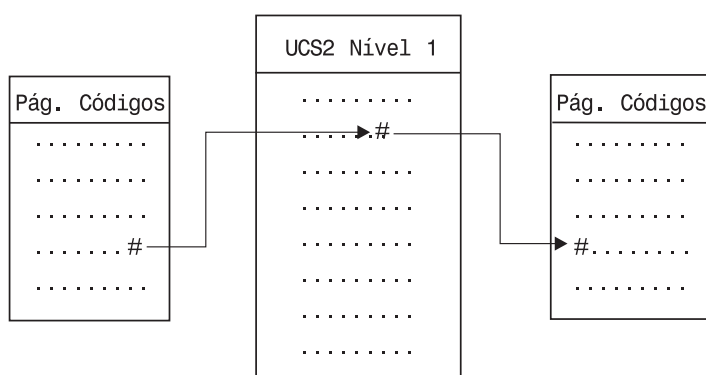 UCS2 Nível 1
Pág. Códigos
Pág. Códigos
. . . . . . . . .
. . . . . . .#
. . . . . . . . .
. . . . . . . . .
. . . . . . . . .
. . . . . . . . .
. . . . . . . . .
. . . . . . . . .
. . . . . . . . .
. . . . . . . . .
. . . . . . . . .
. . . . . . .#
. . . . . . . . .
. . . . . . . . .
. . . . . . . . .
. . . . . . . . .
#. . . . . . . .
. . . . . . . . .